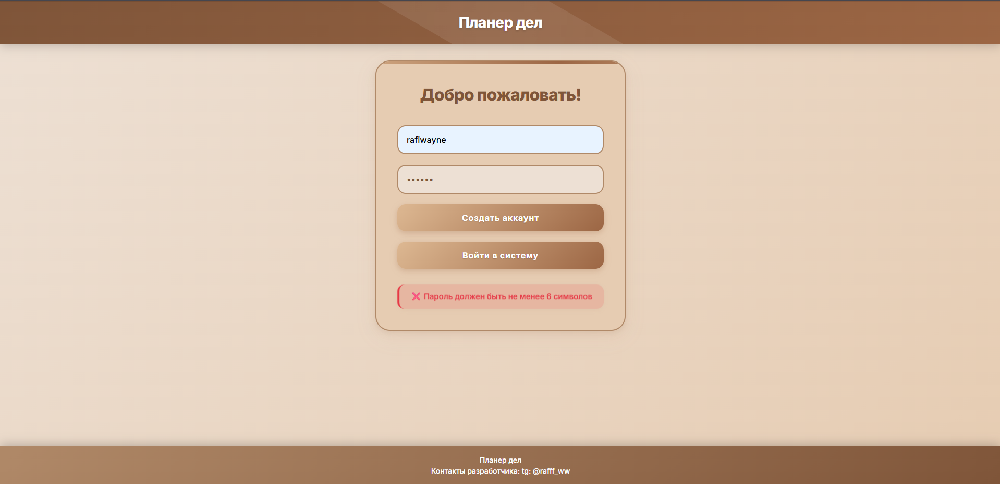 Планер дел
Добро пожаловать!
rafiwayne
••••••
Создать аккаунт
Войти в систему
❌ Пароль должен быть не менее 6 символов
Планер дел
Контакты разработчика: tg: @rafff_ww